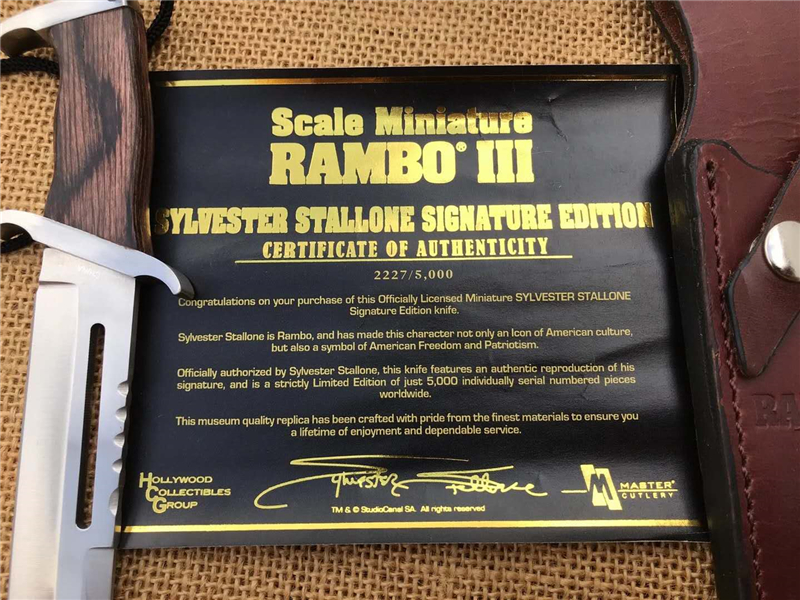 Scale Miniature
RAMBO® III
SYLVESTER STALLONE SIGNATURE EDITION
CERTIFICATE OF AUTHENTICITY
2227/5,000
Congratulations on your purchase of this Officially Licensed Miniature SYLVESTER STALLONE
Signature Edition knife.
Sylvester Stallone is Rambo, and has made this character not only an Icon of American culture,
but also a symbol of American Freedom and Patriotism.
Officially authorized by Sylvester Stallone, this knife features an authentic reproduction of his
signature, and is a strictly Limited Edition of just 5,000 individually serial numbered pieces
worldwide.
This museum quality replica has been crafted with pride from the finest materials to ensure you
a lifetime of enjoyment and dependable service.
HOLLYWOOD
COLLECTIBLES
GROUP
Sylvester Stallone
MASTER®
CUTLERY
TM & © StudioCanal SA. All rights reserved
RA